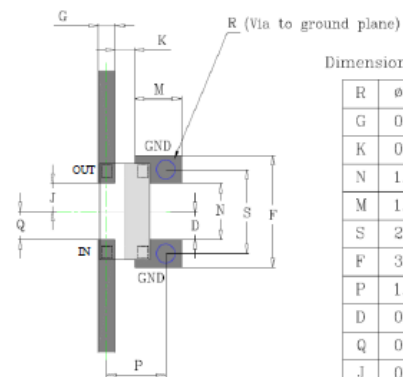 G
R (Via to ground plane)
K
Dimension
M
R ø
G 0
K 0
N 1
M 1
S 2
F 3
P 1
D 0
Q 0
J 0
GND
OUT
J
Q
D
N
S
F
IN
GND
P